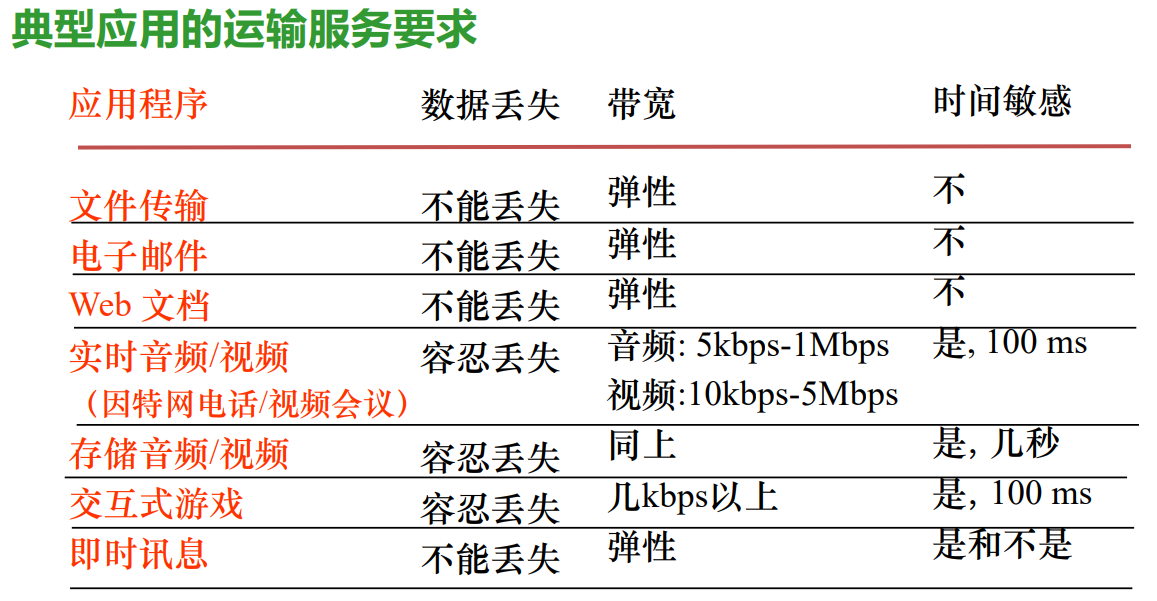 典型应用的运输服务要求
应用程序 数据丢失 带宽 时间敏感
文件传输 不能丢失 弹性 不
电子邮件 不能丢失 弹性 不
Web 文档 不能丢失 弹性 不
实时音频/视频 容忍丢失 音频: 5kbps-1Mbps 是, 100 ms
（因特网电话/视频会议） 视频:10kbps-5Mbps
存储音频/视频 容忍丢失 同上 是, 几秒
交互式游戏 容忍丢失 几kbps以上 是, 100 ms
即时讯息 不能丢失 弹性 是和不是